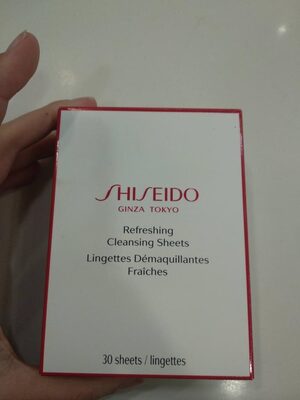 SHISEIDO
GINZA TOKYO
Refreshing
Cleansing Sheets
Lingettes Démaquillantes
Fraîches
30 sheets / lingettes